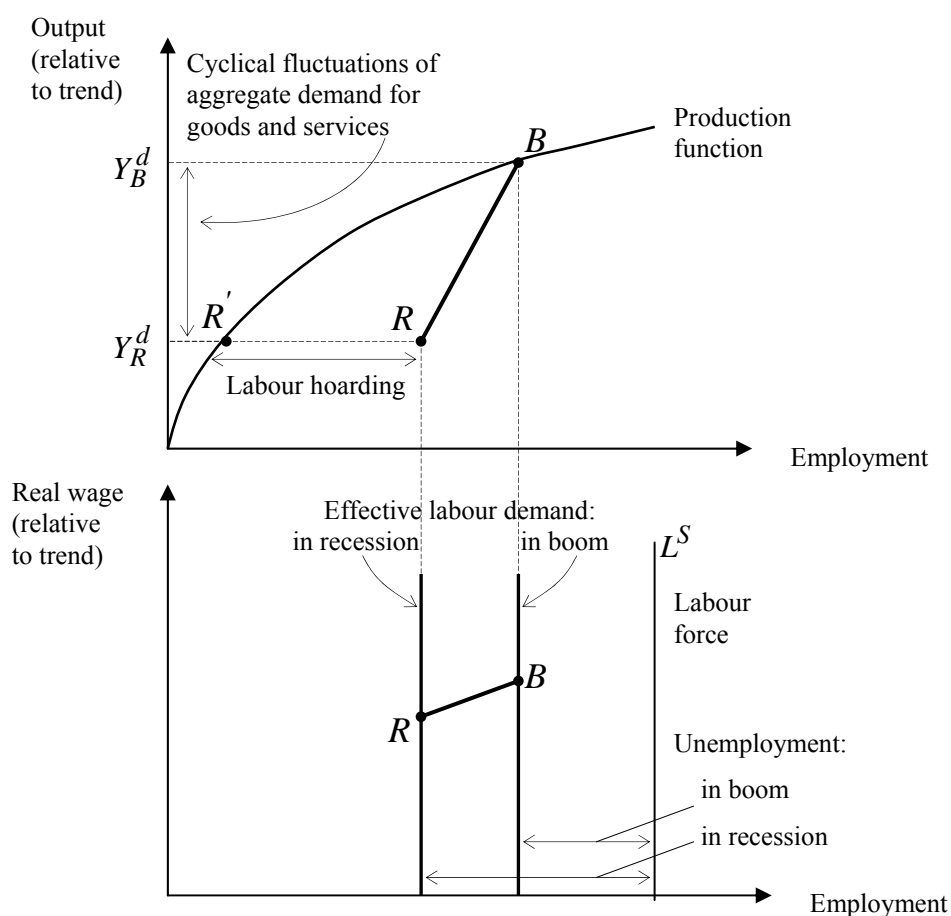 Output
(relative
to trend)
Cyclical fluctuations of
aggregate demand for
goods and services
Production
function
B
Y_B^d
R'
R
Y_R^d
Labour hoarding
Employment
Real wage
(relative
to trend)
Effective labour demand:
in recession
in boom
L^S
Labour
force
B
R
Unemployment:
in boom
in recession
Employment